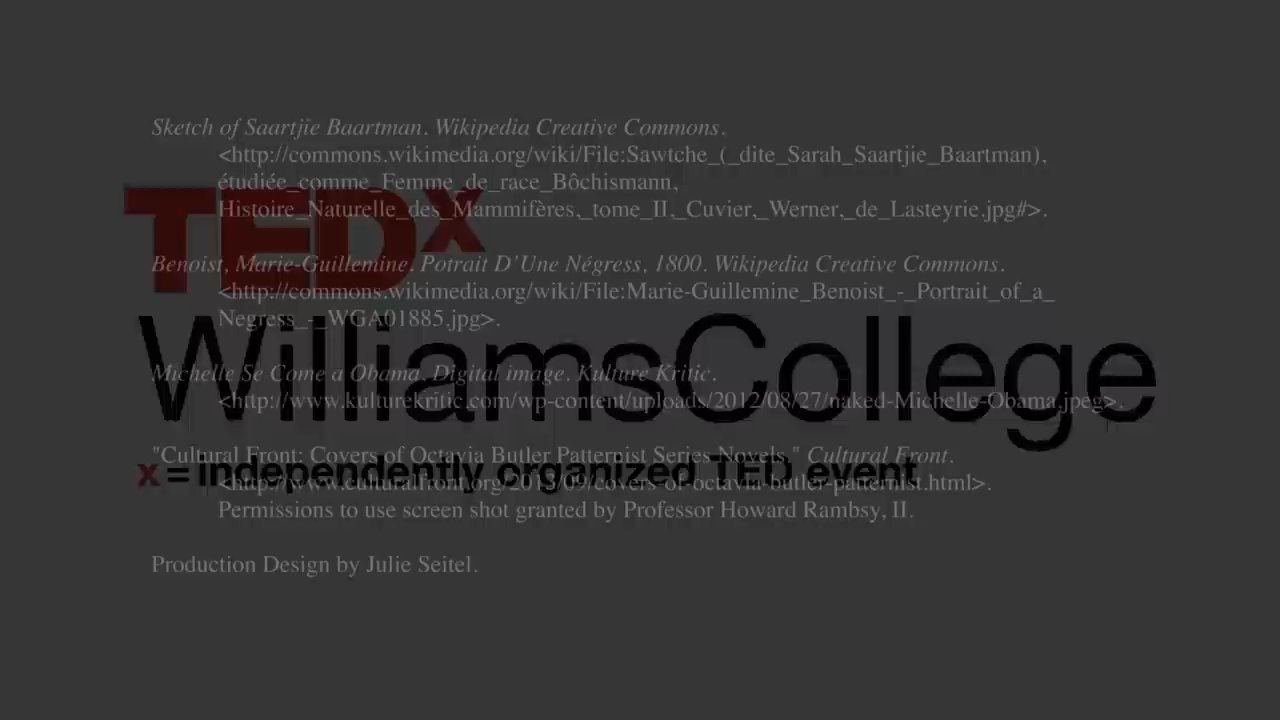 Sketch of Saartjie Baartman. Wikipedia Creative Commons.
<http://commons.wikimedia.org/wiki/File:Sawtche_(_dite_Sarah_Saartjie_Baartman),
étudiée_comme_Femme_de_race_Bôchismann,
Histoire_Naturelle_des_Mammifères,_tome_II,_Cuvier,_Werner,_de_Lasteyrie.jpg#>.
TEDx
Benoist, Marie-Guillemine. Potrait D'Une Négress, 1800. Wikipedia Creative Commons.
<http://commons.wikimedia.org/wiki/File:Marie-Guillemine_Benoist_-_Portrait_of_a_
Negress_-_WGA01885.jpg>.
WilliamsCollege
Michelle Se Come a Obama. Digital image. Kulture Kritic.
<http://www.kulturekritic.com/wp-content/uploads/2012/08/27/naked-Michelle-Obama.jpeg>.
"Cultural Front: Covers of Octavia Butler Patternist Series Novels." Cultural Front.
x = independently organized TED event
<http://www.culturalfront.org/2013/09/covers-of-octavia-butler-patternist.html>.
Permissions to use screen shot granted by Professor Howard Rambsy, II.
Production Design by Julie Seitel.